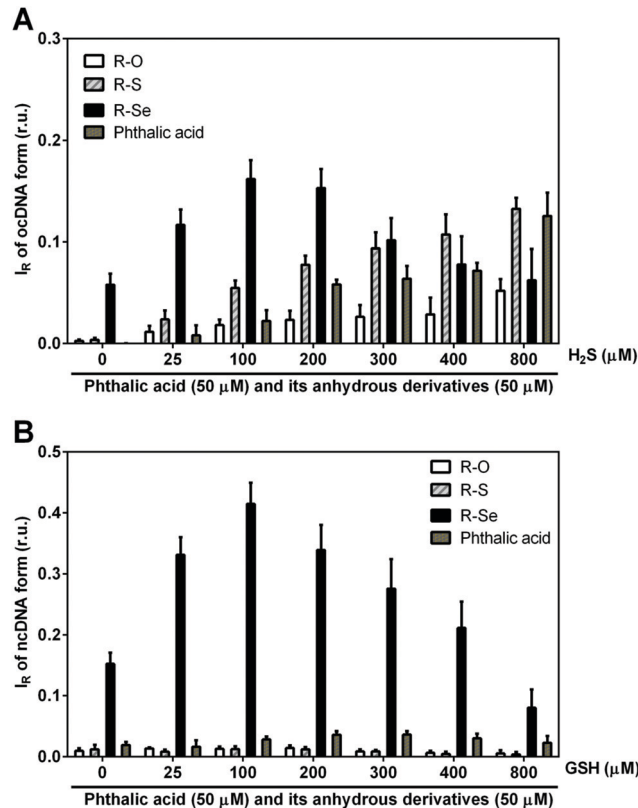 A
I_R of ocDNA form (r.u.)
0.3
0.2
0.1
0.0
R-O
R-S
R-Se
Phthalic acid
0 25 100 200 300 400 800 H₂S (μM)
Phthalic acid (50 μM) and its anhydrous derivatives (50 μM)
B
I_R of ncDNA form (r.u.)
0.5
0.4
0.3
0.2
0.1
0.0
R-O
R-S
R-Se
Phthalic acid
0 25 100 200 300 400 800 GSH (μM)
Phthalic acid (50 μM) and its anhydrous derivatives (50 μM)